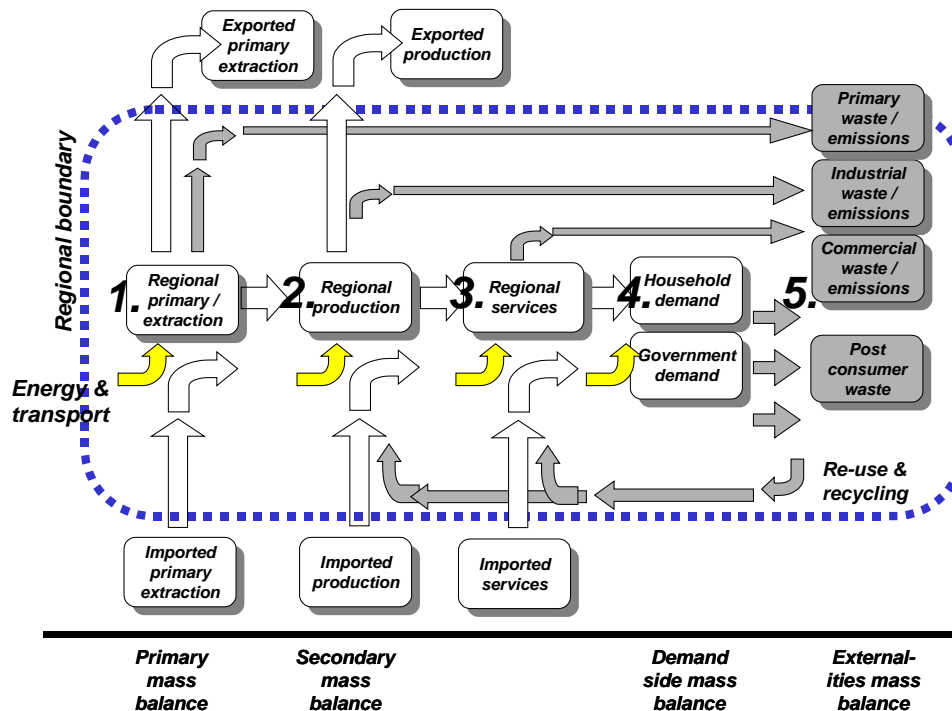 Exported
primary
extraction
Exported
production
Primary
waste /
emissions
Industrial
waste /
emissions
Commercial
waste /
emissions
Regional boundary
1.
Regional
primary /
extraction
2.
Regional
production
3.
Regional
services
4.
Household
demand
5.
Government
demand
Post
consumer
waste
Energy &
transport
Re-use &
recycling
Imported
primary
extraction
Imported
production
Imported
services
Primary
mass
balance
Secondary
mass
balance
Demand
side mass
balance
External-
ities mass
balance